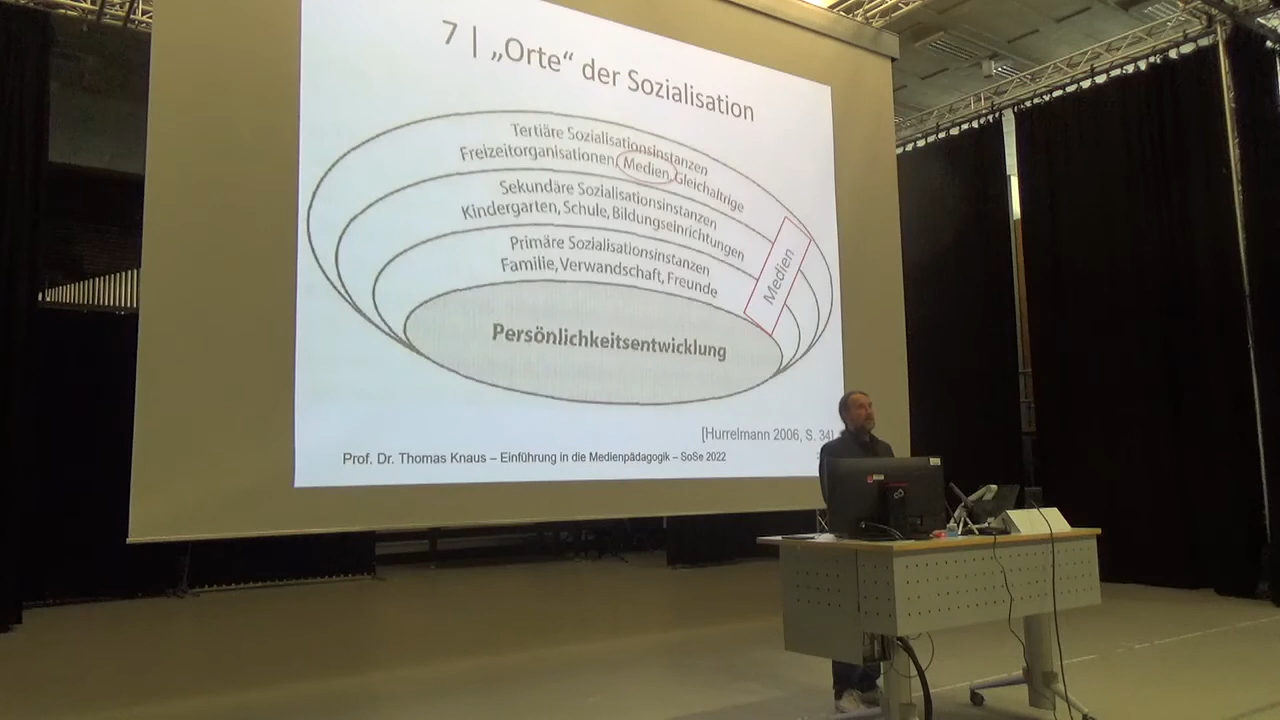 7 | „Orte“ der Sozialisation
Tertiäre Sozialisationsinstanzen
Freizeitorganisationen, Medien, Gleichaltrige
Sekundäre Sozialisationsinstanzen
Kindergarten, Schule, Bildungseinrichtungen
Primäre Sozialisationsinstanzen
Familie, Verwandschaft, Freunde
Medien
Persönlichkeitsentwicklung
[Hurrelmann 2006, S. 34]
Prof. Dr. Thomas Knaus – Einführung in die Medienpädagogik – SoSe 2022